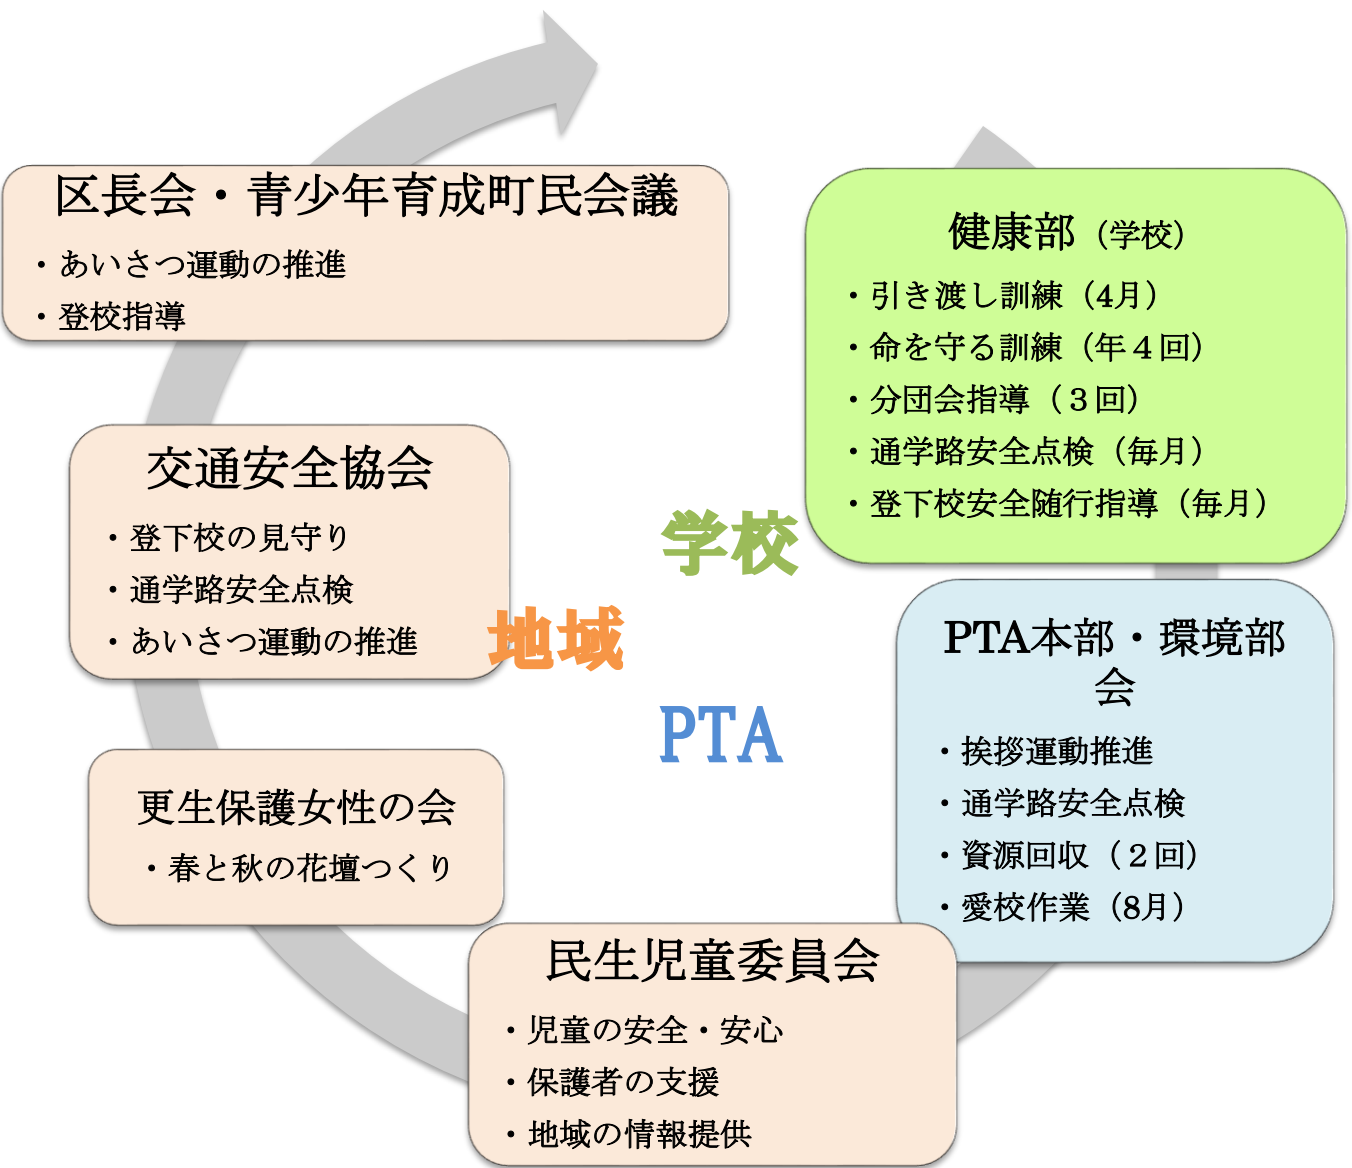 区長会・青少年育成町民会議
・あいさつ運動の推進
・登校指導
健康部（学校）
・引き渡し訓練（4月）
・命を守る訓練（年４回）
・分団会指導（３回）
・通学路安全点検（毎月）
・登下校安全随行指導（毎月）
交通安全協会
・登下校の見守り
・通学路安全点検
・あいさつ運動の推進
学校
地域
PTA
PTA本部・環境部
会
・挨拶運動推進
・通学路安全点検
・資源回収（２回）
・愛校作業（8月）
更生保護女性の会
・春と秋の花壇つくり
民生児童委員会
・児童の安全・安心
・保護者の支援
・地域の情報提供